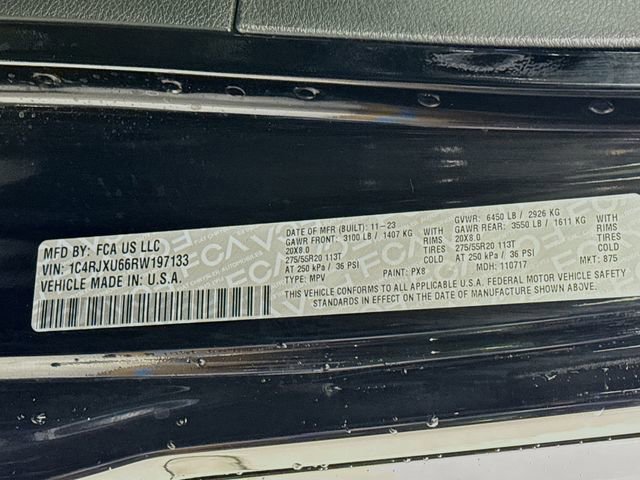 MFD BY: FCA US LLC
VIN: 1C4RJXU66RW197133
VEHICLE MADE IN: U.S.A.
DATE OF MFR (BUILT): 11-23
GAWR FRONT: 3100 LB / 1407 KG WITH
20X8.0 RIMS
275/55R20 113T TIRES
AT 250 kPa / 36 PSI
TYPE: MPV PAINT: PX8
GVWR: 6450 LB / 2926 KG
GAWR REAR: 3550 LB / 1611 KG WITH
20X8.0 RIMS
275/55R20 113T TIRES
AT 250 kPa / 36 PSI
MDH: 110717 MKT: 875
THIS VEHICLE CONFORMS TO ALL APPLICABLE U.S.A. FEDERAL MOTOR VEHICLE SAFETY,
BUMPER, AND THEFT PREVENTION STANDARDS IN EFFECT ON THE DATE OF MANUFACTURE SHOWN ABOVE.